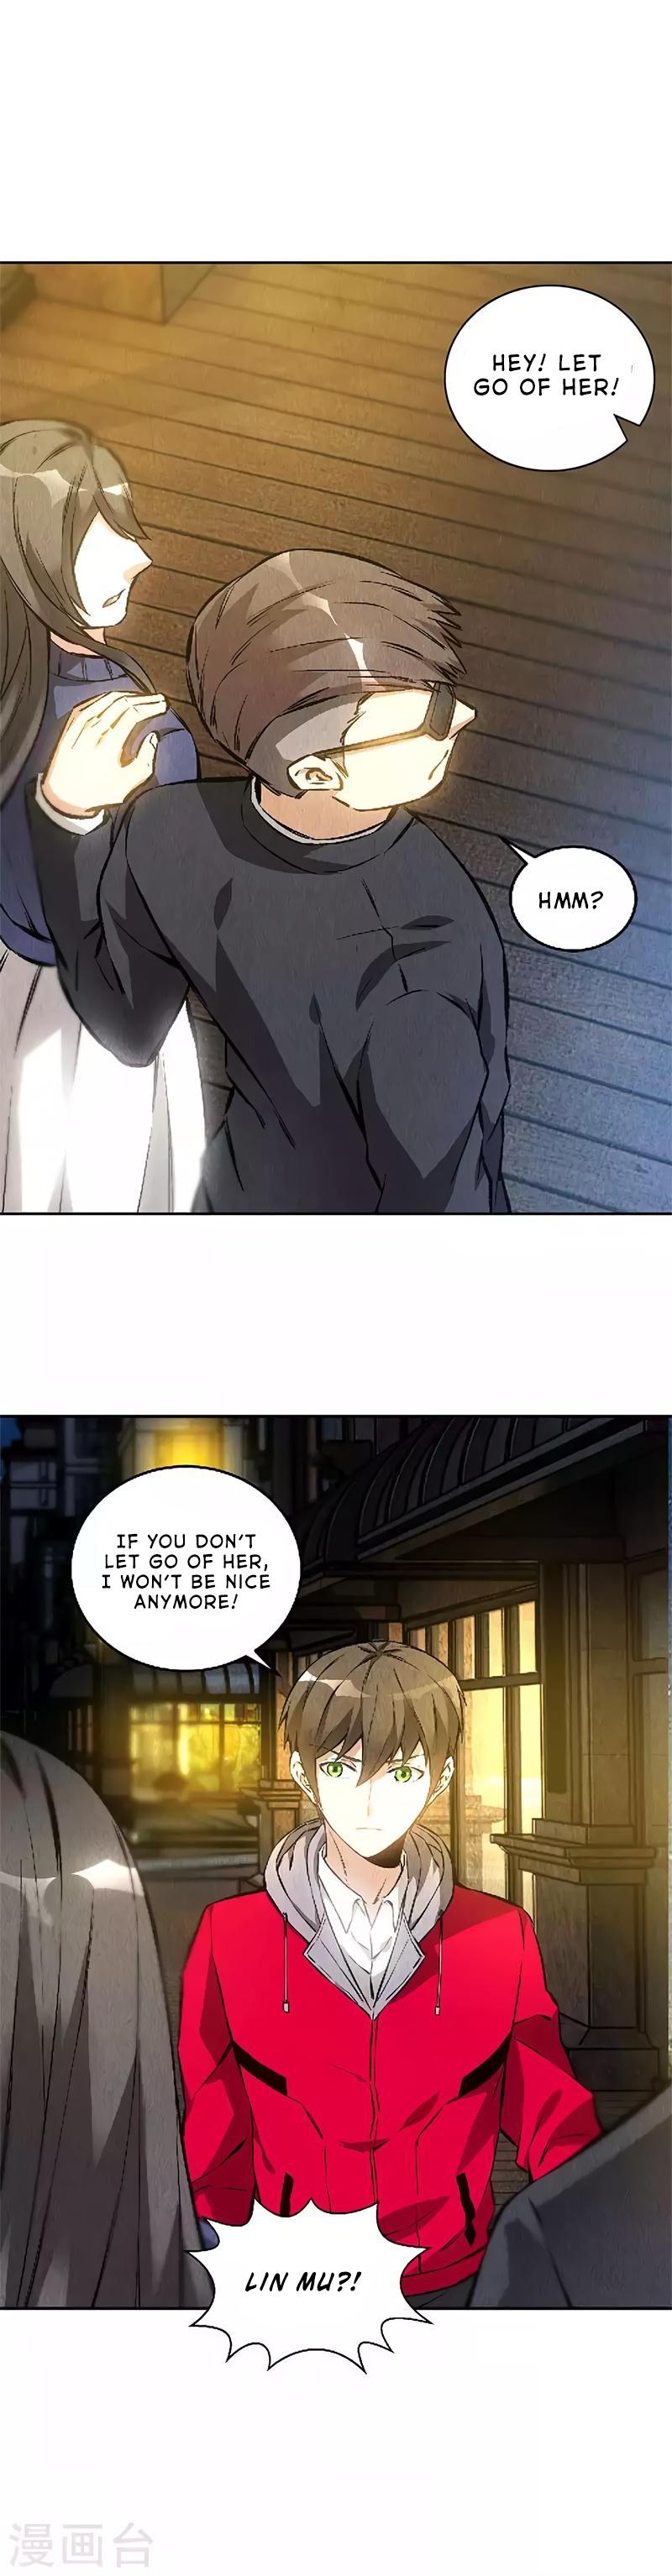 HEY! LET
GO OF HER!
HMM?
IF YOU DON'T
LET GO OF HER,
I WON'T BE NICE
ANYMORE!
LIN MU?!
漫画台